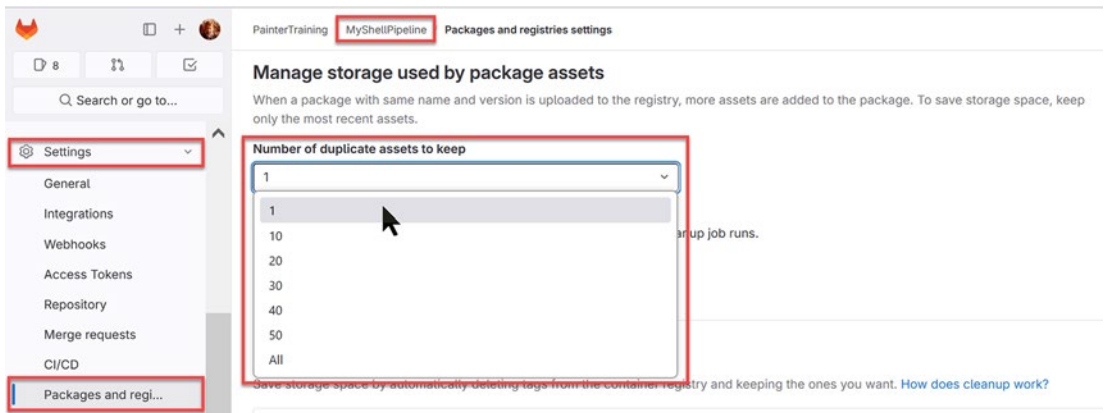 PainterTraining MyShellPipeline Packages and registries settings
8
Search or go to...
Manage storage used by package assets
When a package with same name and version is uploaded to the registry, more assets are added to the package. To save storage space, keep
only the most recent assets.
Settings
General
Integrations
Webhooks
Access Tokens
Repository
Merge requests
CI/CD
Packages and regi...
Number of duplicate assets to keep
1
1
10
20
30
40
50
All
up job runs.
Save storage space by automatically deleting tags from the container registry and keeping the ones you want. How does cleanup work?